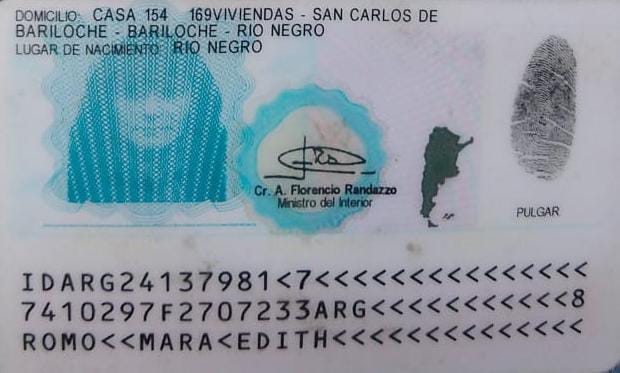 DOMICILIO: CASA 154 169VIVIENDAS - SAN CARLOS DE
BARILOCHE - BARILOCHE - RIO NEGRO
LUGAR DE NACIMIENTO: RIO NEGRO
Cr. A. Florencio Randazzo
Ministro del Interior
PULGAR
IDARG24137981<7<<<<<<<<<<<<<<<
7410297F2707233ARG<<<<<<<<<<<8
ROMO<<MARA<EDITH<<<<<<<<<<<<<<